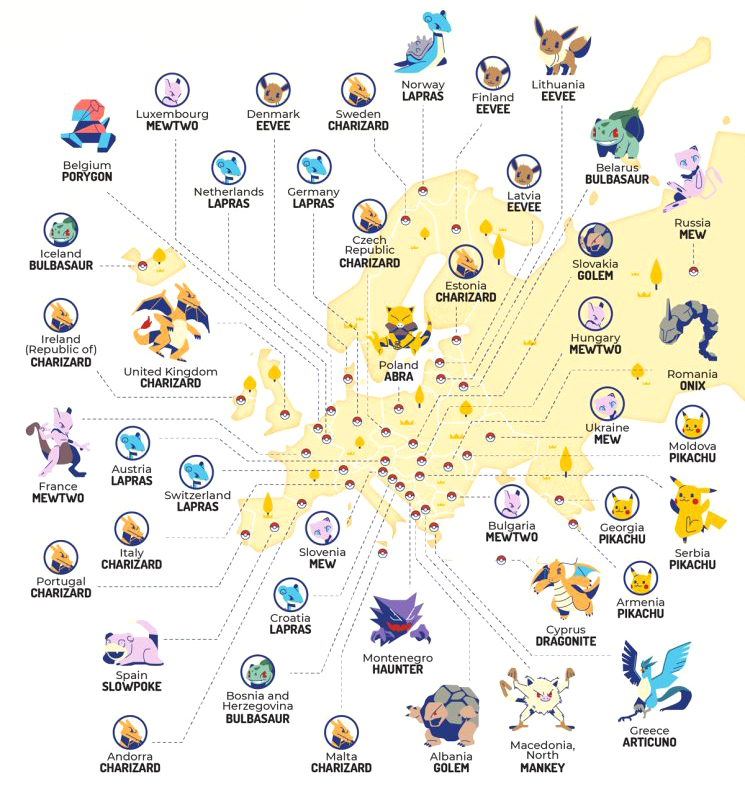 Norway
LAPRAS
Lithuania
EEVEE
Finland
EEVEE
Luxembourg
MEWTWO
Denmark
EEVEE
Sweden
CHARIZARD
Belgium
PORYGON
Netherlands
LAPRAS
Germany
LAPRAS
Latvia
EEVEE
Belarus
BULBASAUR
Russia
MEW
Iceland
BULBASAUR
Czech
Republic
CHARIZARD
Estonia
CHARIZARD
Slovakia
GOLEM
Ireland
(Republic of)
CHARIZARD
United Kingdom
CHARIZARD
Poland
ABRA
Hungary
MEWTWO
Romania
ONIX
Ukraine
MEW
Moldova
PIKACHU
France
MEWTWO
Austria
LAPRAS
Switzerland
LAPRAS
Italy
CHARIZARD
Slovenia
MEW
Bulgaria
MEWTWO
Georgia
PIKACHU
Serbia
PIKACHU
Portugal
CHARIZARD
Croatia
LAPRAS
Armenia
PIKACHU
Cyprus
DRAGONITE
Spain
SLOWPOKE
Montenegro
HAUNTER
Bosnia and
Herzegovina
BULBASAUR
Greece
ARTICUNO
Andorra
CHARIZARD
Malta
CHARIZARD
Albania
GOLEM
Macedonia,
North
MANKEY